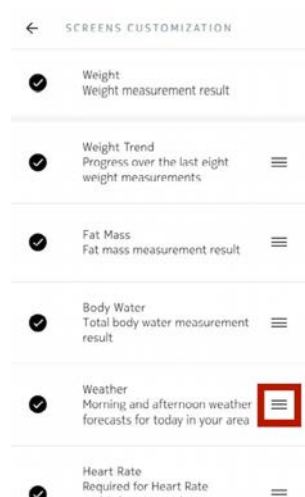 SCREENS CUSTOMIZATION
Weight
Weight measurement result
Weight Trend
Progress over the last eight
weight measurements
Fat Mass
Fat mass measurement result
Body Water
Total body water measurement
result
Weather
Morning and afternoon weather
forecasts for today in your area
Heart Rate
Required for Heart Rate